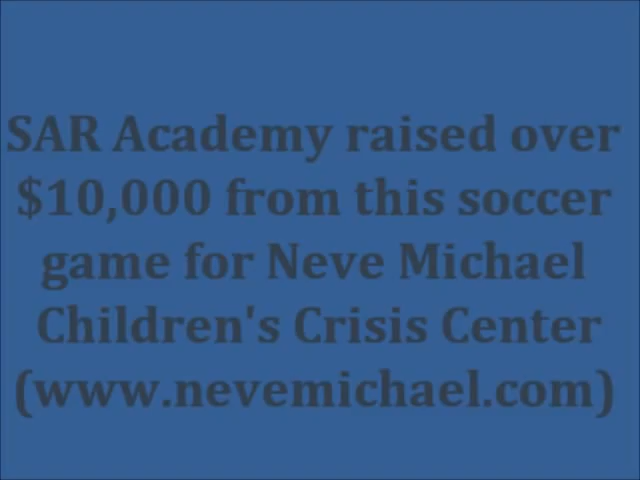 SAR Academy raised over
$10,000 from this soccer
game for Neve Michael
Children's Crisis Center
(www.nevemichael.com)